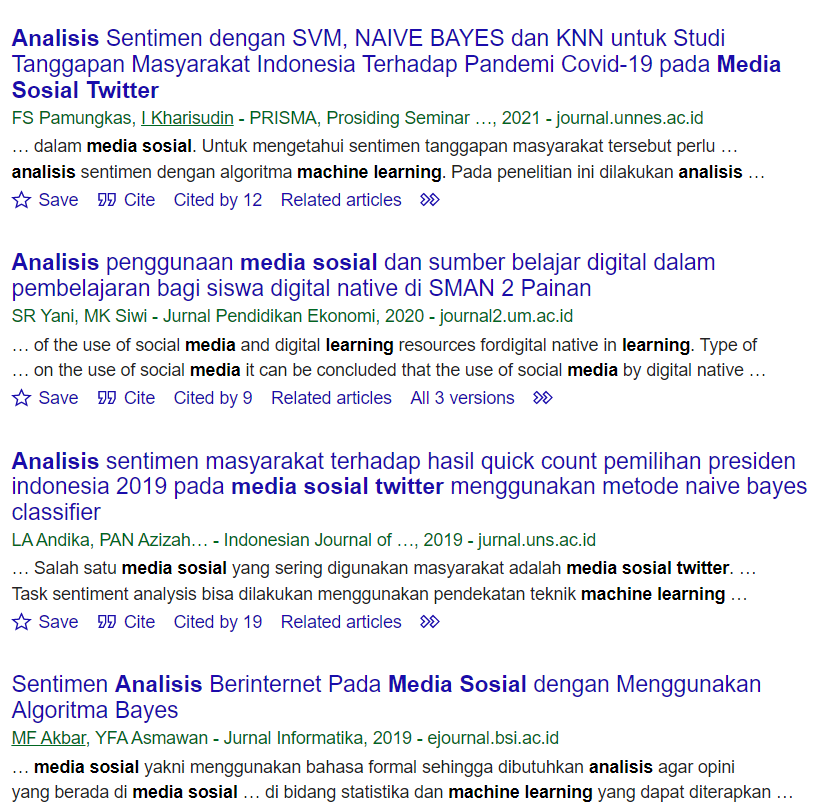 Analisis Sentimen dengan SVM, NAIVE BAYES dan KNN untuk Studi
Tanggapan Masyarakat Indonesia Terhadap Pandemi Covid-19 pada Media
Sosial Twitter
FS Pamungkas, I Kharisudin - PRISMA, Prosiding Seminar …, 2021 - journal.unnes.ac.id
… dalam media sosial. Untuk mengetahui sentimen tanggapan masyarakat tersebut perlu …
analisis sentimen dengan algoritma machine learning. Pada penelitian ini dilakukan analisis …
Save Cite Cited by 12 Related articles
Analisis penggunaan media sosial dan sumber belajar digital dalam
pembelajaran bagi siswa digital native di SMAN 2 Painan
SR Yani, MK Siwi - Jurnal Pendidikan Ekonomi, 2020 - journal2.um.ac.id
… of the use of social media and digital learning resources fordigital native in learning. Type of
… on the use of social media it can be concluded that the use of social media by digital native …
Save Cite Cited by 9 Related articles All 3 versions
Analisis sentimen masyarakat terhadap hasil quick count pemilihan presiden
indonesia 2019 pada media sosial twitter menggunakan metode naive bayes
classifier
LA Andika, PAN Azizah… - Indonesian Journal of …, 2019 - jurnal.uns.ac.id
… Salah satu media sosial yang sering digunakan masyarakat adalah media sosial twitter. …
Task sentiment analysis bisa dilakukan menggunakan pendekatan teknik machine learning …
Save Cite Cited by 19 Related articles
Sentimen Analisis Berinternet Pada Media Sosial dengan Menggunakan
Algoritma Bayes
MF Akbar, YFA Asmawan - Jurnal Informatika, 2019 - ejournal.bsi.ac.id
… media sosial yakni menggunakan bahasa formal sehingga dibutuhkan analisis agar opini
yang berada di media sosial … di bidang statistika dan machine learning yang dapat diterapkan …